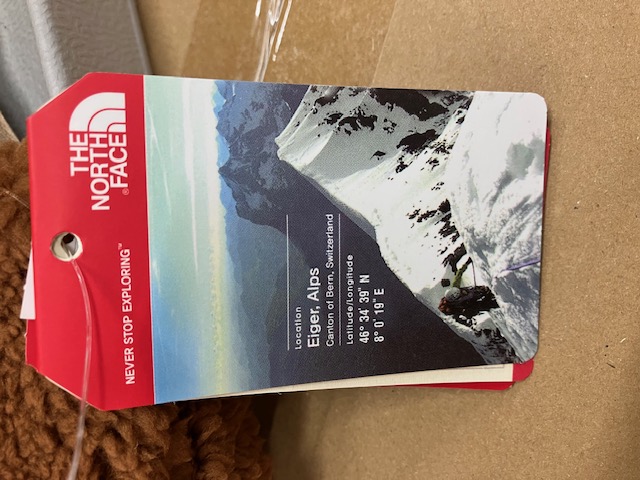 THE
NORTH
FACE®
NEVER STOP EXPLORING™
Location
Eiger, Alps
Canton of Bern, Switzerland
Latitude/Longitude
46° 34' 39" N
8° 0' 19" E